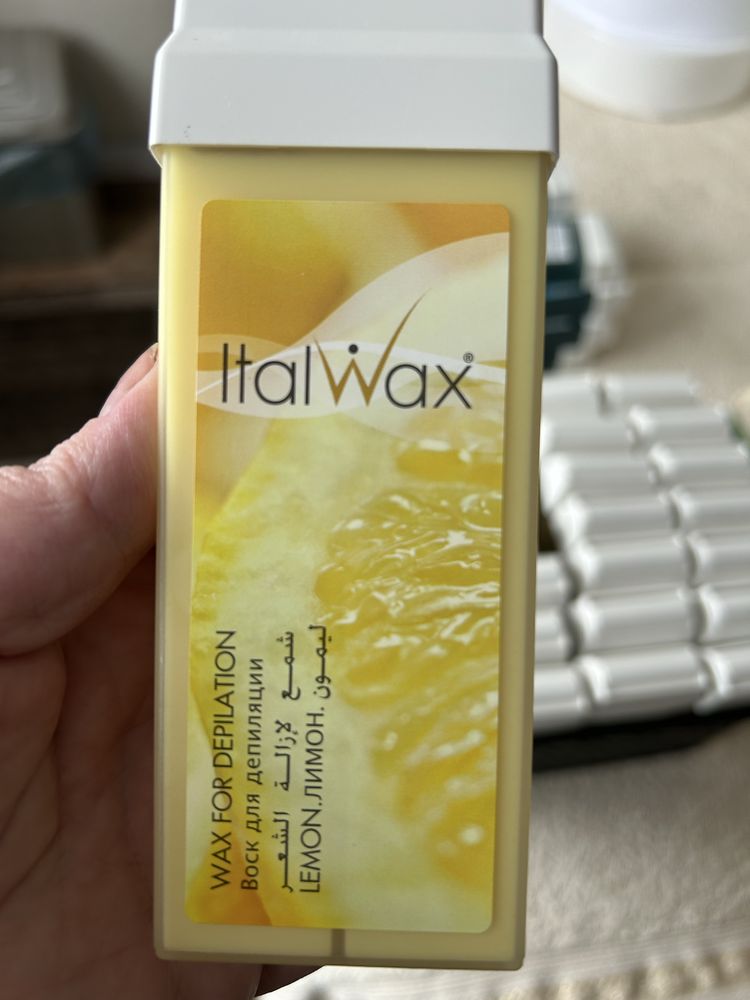 ItalWax®
WAX FOR DEPILATION
Воск для депиляции
شمع لإزالة الشعر
LEMON.ЛИМОН. ليمون